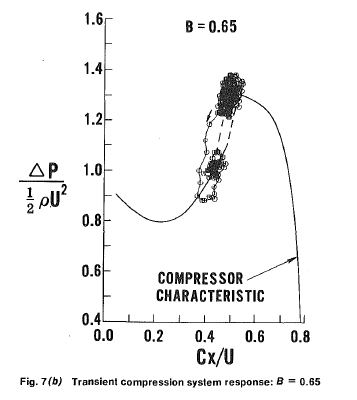 B = 0.65
1.6
1.4
1.2
1.0
0.8
0.6
0.4
ΔP
½ ρU²
COMPRESSOR
CHARACTERISTIC
0.0 0.2 0.4 0.6 0.8
Cx/U
Fig. 7(b) Transient compression system response: B = 0.65